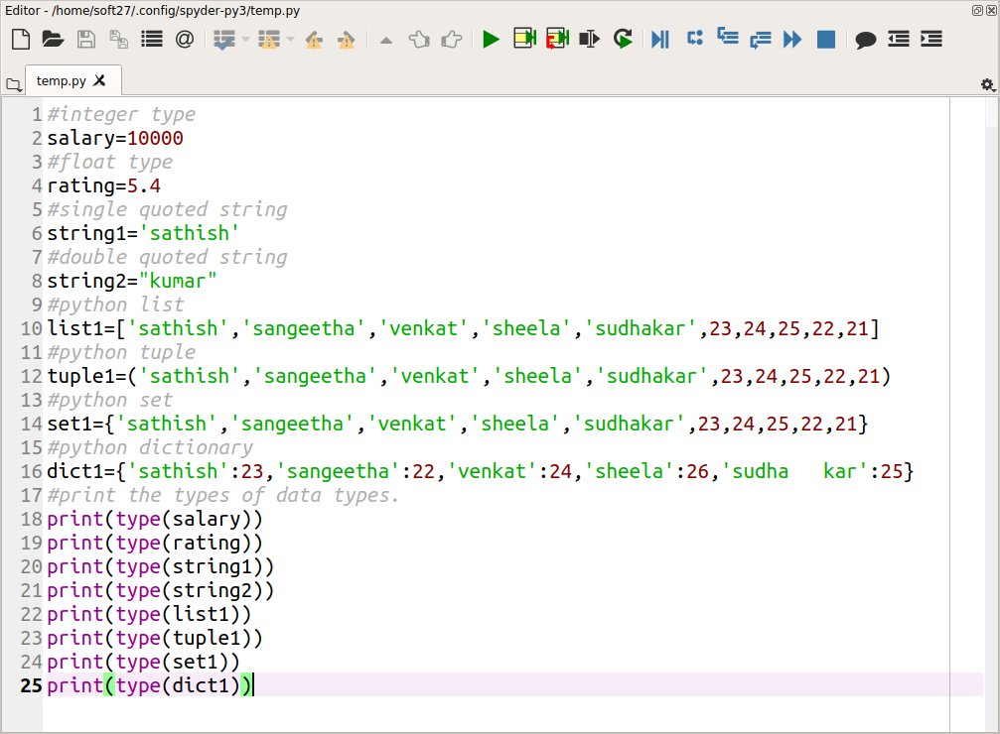 Editor - /home/soft27/.config/spyder-py3/temp.py
temp.py
1 #integer type
2 salary=10000
3 #float type
4 rating=5.4
5 #single quoted string
6 string1='sathish'
7 #double quoted string
8 string2="kumar"
9 #python list
10 list1=['sathish','sangeetha','venkat','sheela','sudhakar',23,24,25,22,21]
11 #python tuple
12 tuple1=('sathish','sangeetha','venkat','sheela','sudhakar',23,24,25,22,21)
13 #python set
14 set1={'sathish','sangeetha','venkat','sheela','sudhakar',23,24,25,22,21}
15 #python dictionary
16 dict1={'sathish':23,'sangeetha':22,'venkat':24,'sheela':26,'sudha   kar':25}
17 #print the types of data types.
18 print(type(salary))
19 print(type(rating))
20 print(type(string1))
21 print(type(string2))
22 print(type(list1))
23 print(type(tuple1))
24 print(type(set1))
25 print(type(dict1))